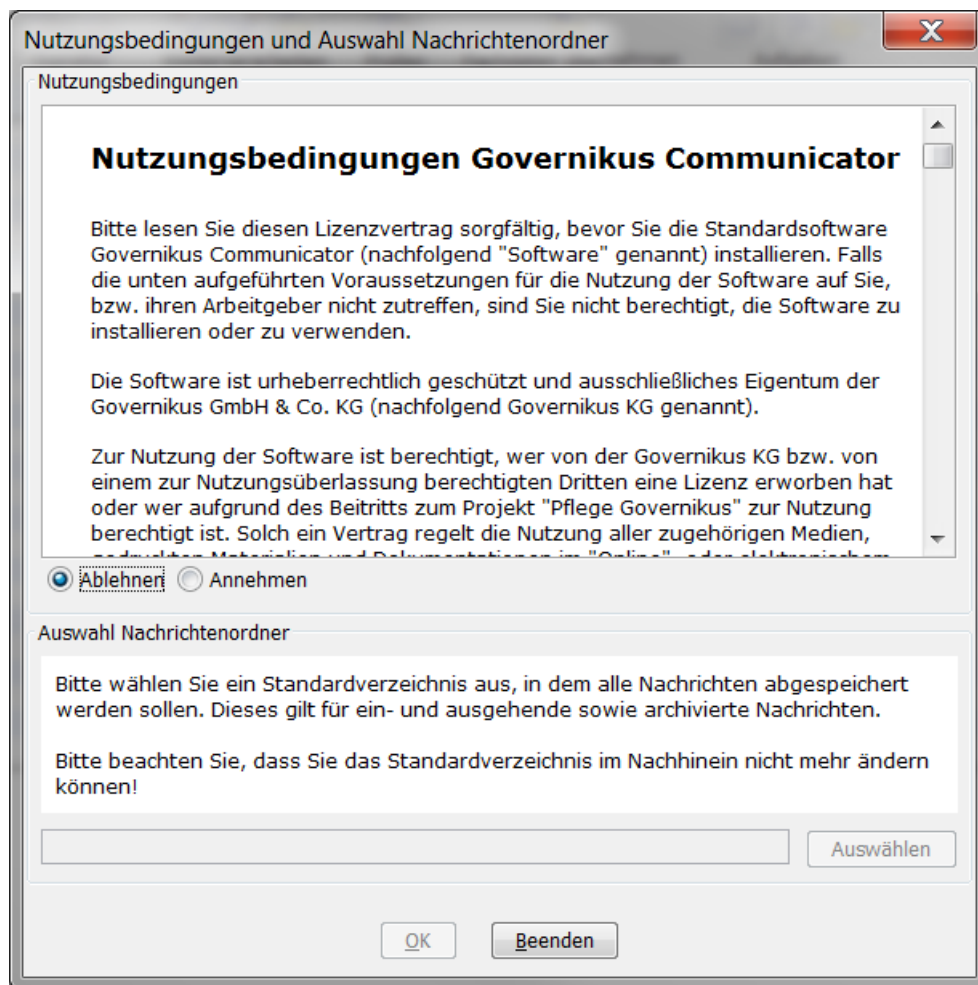 Nutzungsbedingungen und Auswahl Nachrichtenordner
Nutzungsbedingungen
Nutzungsbedingungen Governikus Communicator
Bitte lesen Sie diesen Lizenzvertrag sorgfältig, bevor Sie die Standardsoftware
Governikus Communicator (nachfolgend "Software" genannt) installieren. Falls
die unten aufgeführten Voraussetzungen für die Nutzung der Software auf Sie,
bzw. ihren Arbeitgeber nicht zutreffen, sind Sie nicht berechtigt, die Software zu
installieren oder zu verwenden.
Die Software ist urheberrechtlich geschützt und ausschließliches Eigentum der
Governikus GmbH & Co. KG (nachfolgend Governikus KG genannt).
Zur Nutzung der Software ist berechtigt, wer von der Governikus KG bzw. von
einem zur Nutzungsüberlassung berechtigten Dritten eine Lizenz erworben hat
oder wer aufgrund des Beitritts zum Projekt "Pflege Governikus" zur Nutzung
berechtigt ist. Solch ein Vertrag regelt die Nutzung aller zugehörigen Medien,
gedruckten Materialien und Dokumentationen im "Online"- oder elektronischem
Ablehnen Annehmen
Auswahl Nachrichtenordner
Bitte wählen Sie ein Standardverzeichnis aus, in dem alle Nachrichten abgespeichert
werden sollen. Dieses gilt für ein- und ausgehende sowie archivierte Nachrichten.
Bitte beachten Sie, dass Sie das Standardverzeichnis im Nachhinein nicht mehr ändern
können!
Auswählen
OK Beenden